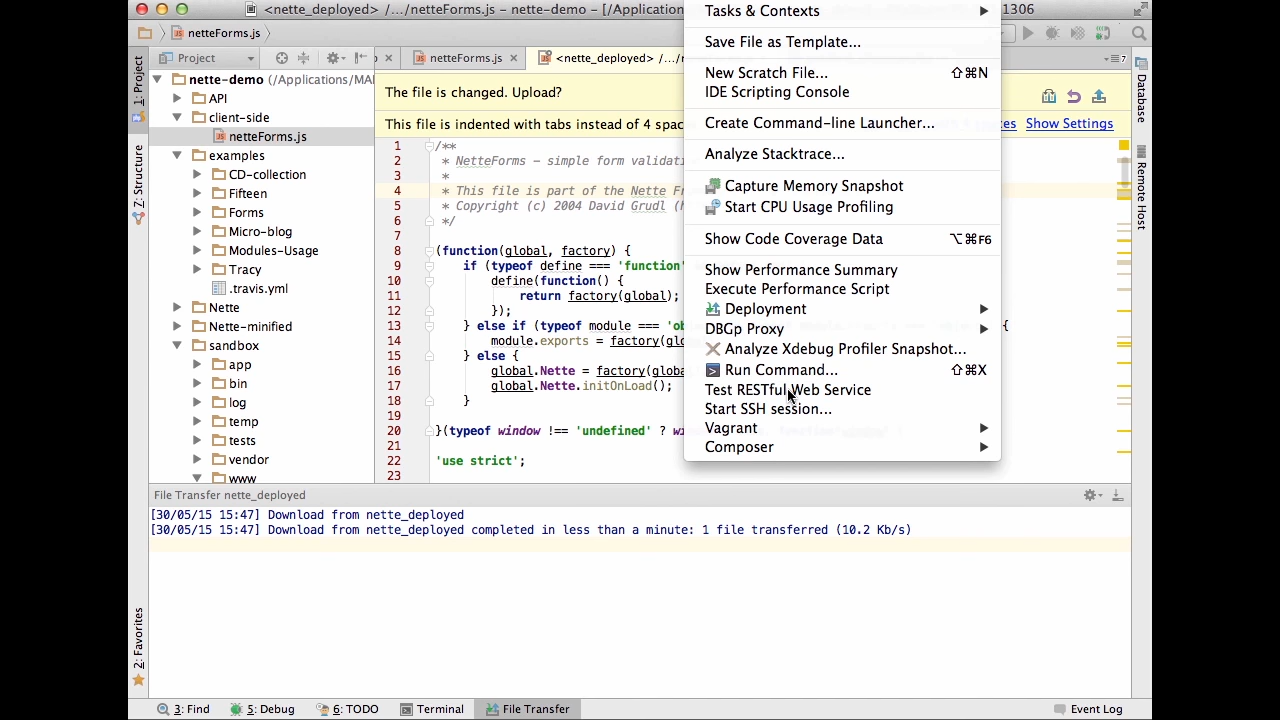 <nette_deployed> /.../netteForms.js - nette-demo - [/Application
1306
netteForms.js
Project
netteForms.js
<nette_deployed> /.../n
7
1: Project
Z: Structure
2: Favorites
Database
Remote Host
nette-demo (/Applications/MA
API
client-side
netteForms.js
examples
CD-collection
Fifteen
Forms
Micro-blog
Modules-Usage
Tracy
.travis.yml
Nette
Nette-minified
sandbox
app
bin
log
temp
tests
vendor
www
The file is changed. Upload?
This file is indented with tabs instead of 4 spac
Show Settings
1 /**
2 * NetteForms – simple form validati
3 *
4 * This file is part of the Nette Fr
5 * Copyright (c) 2004 David Grudl (h
6 */
7
8 (function(global, factory) {
9 if (typeof define === 'function'
10 define(function() {
11 return factory(global);
12 });
13 } else if (typeof module === 'obj
{
14 module.exports = factory(glo
15 } else {
16 global.Nette = factory(globa
17 global.Nette.initOnLoad();
18 }
19
20 }(typeof window !== 'undefined' ? wi
21
22 'use strict';
23
Tasks & Contexts
Save File as Template...
New Scratch File... ⇧⌘N
IDE Scripting Console
Create Command-line Launcher...
Analyze Stacktrace...
Capture Memory Snapshot
Start CPU Usage Profiling
Show Code Coverage Data ⌥⌘F6
Show Performance Summary
Execute Performance Script
Deployment
DBGp Proxy
Analyze Xdebug Profiler Snapshot...
Run Command... ⇧⌘X
Test RESTful Web Service
Start SSH session...
Vagrant
Composer
File Transfer nette_deployed
[30/05/15 15:47] Download from nette_deployed
[30/05/15 15:47] Download from nette_deployed completed in less than a minute: 1 file transferred (10.2 Kb/s)
3: Find
5: Debug
6: TODO
Terminal
File Transfer
Event Log